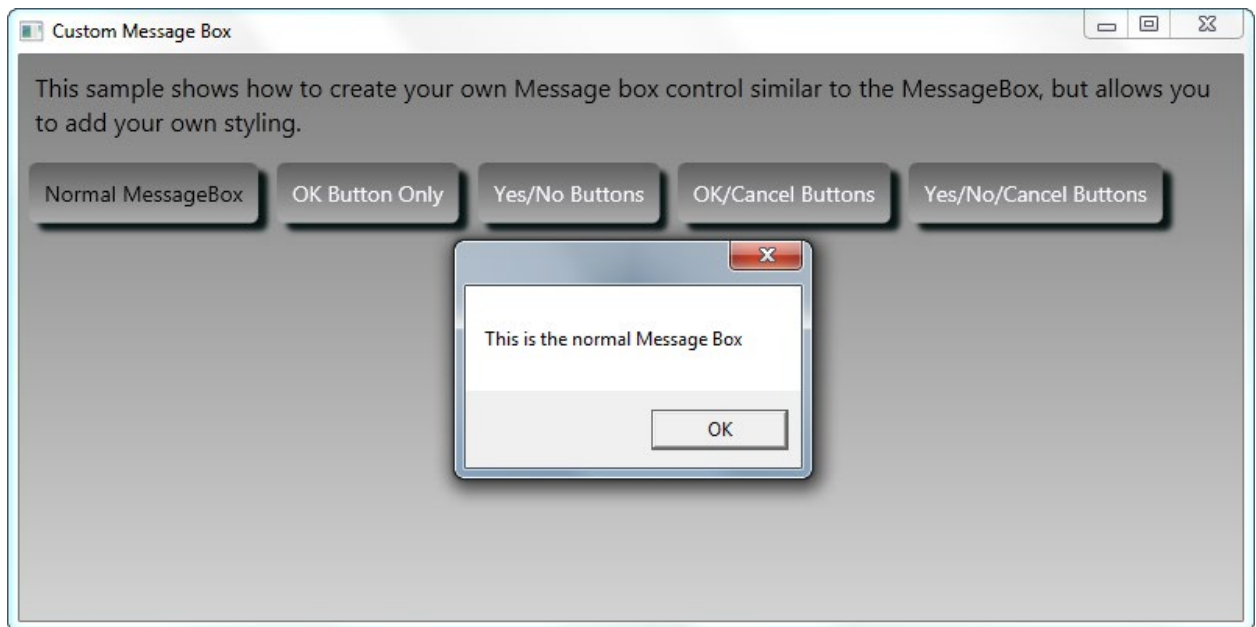 Custom Message Box
This sample shows how to create your own Message box control similar to the MessageBox, but allows you
to add your own styling.
Normal MessageBox
OK Button Only
Yes/No Buttons
OK/Cancel Buttons
Yes/No/Cancel Buttons
This is the normal Message Box
OK